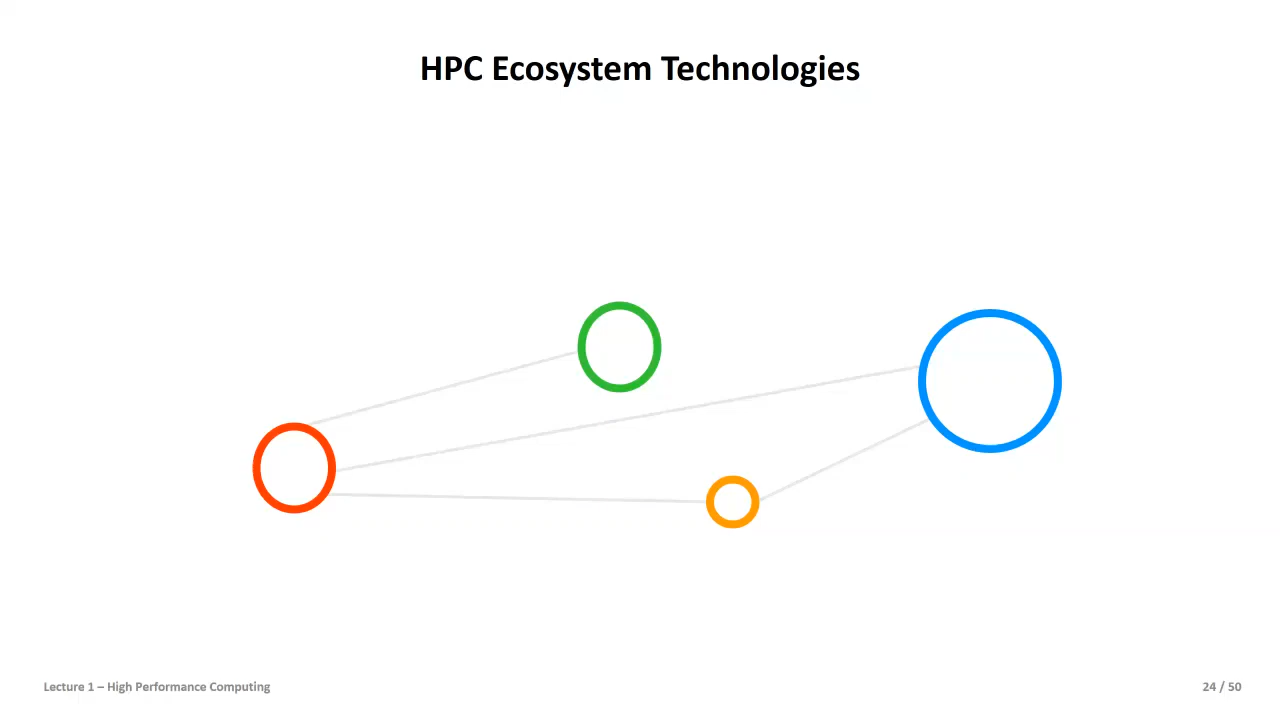 HPC Ecosystem Technologies
Lecture 1 – High Performance Computing
24 / 50